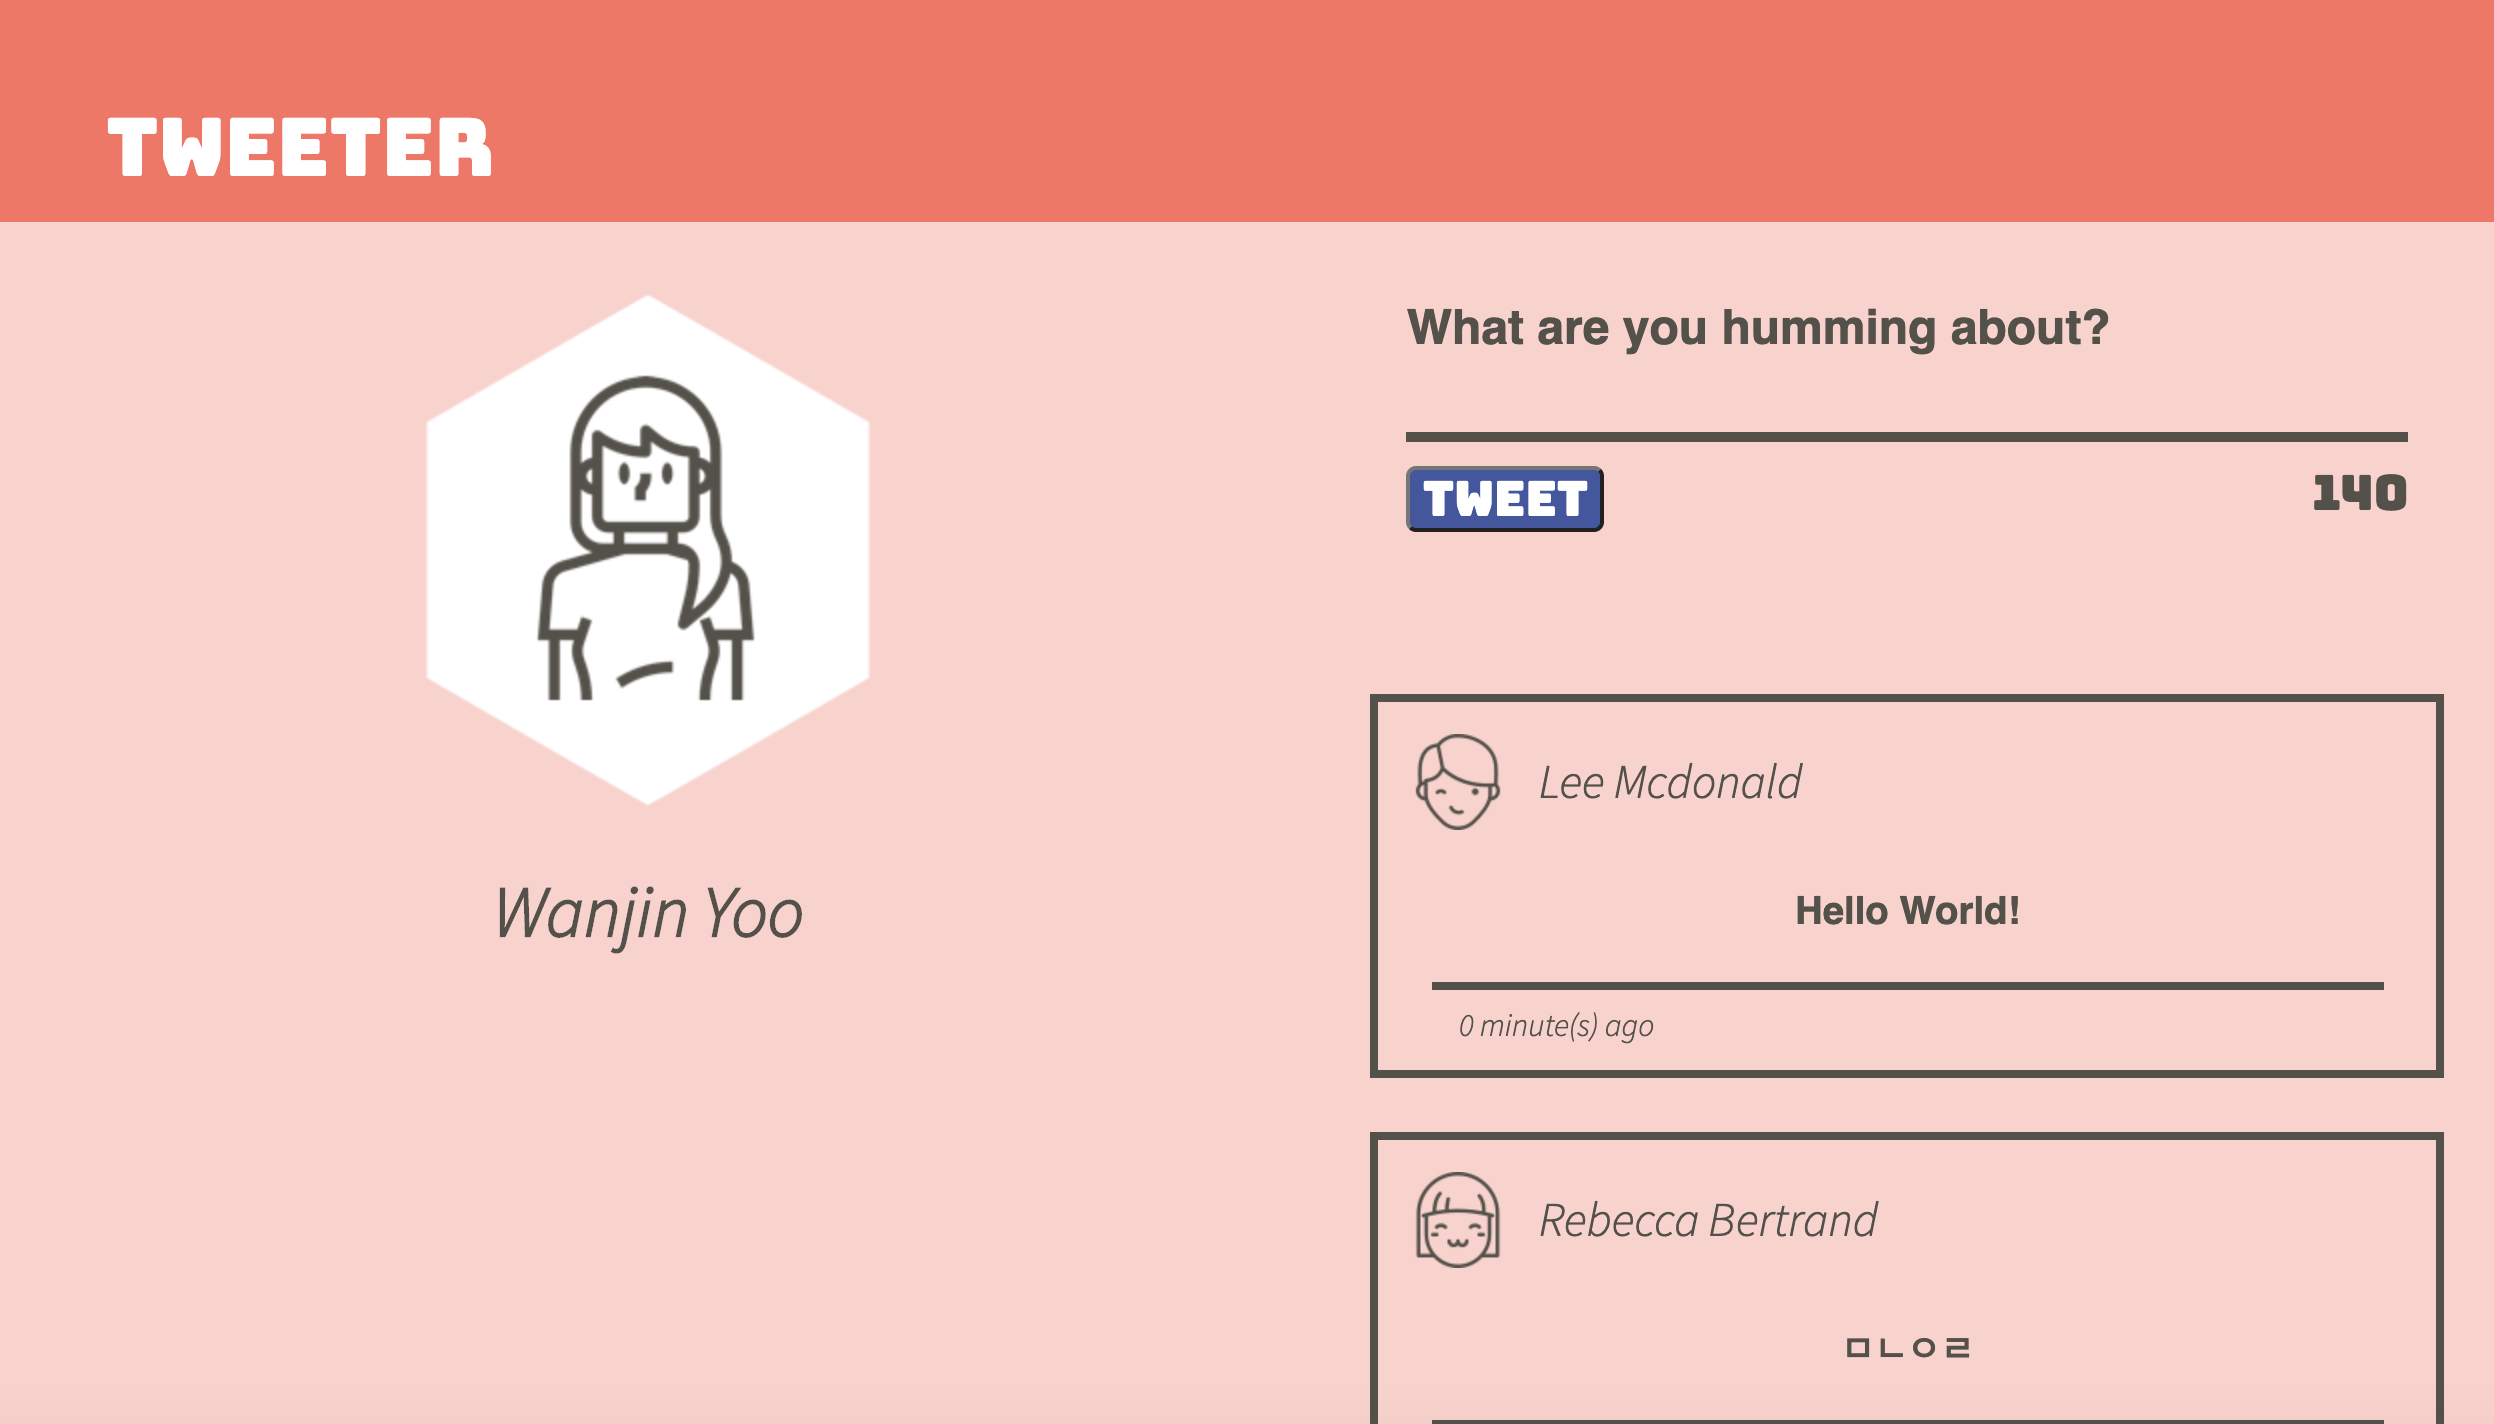 TWEETER
Wanjin Yoo
What are you humming about?
TWEET
140
Lee Mcdonald
Hello World!
0 minute(s) ago
Rebecca Bertrand
ㅁㄴㅇㄹ